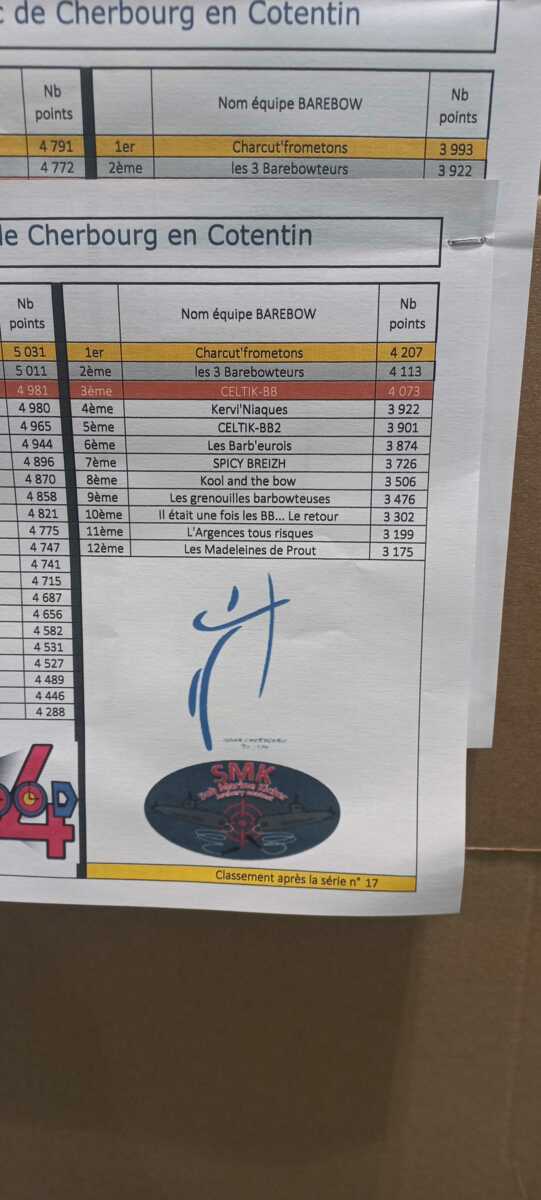 de Cherbourg en Cotentin
Nb points Nom équipe BAREBOW Nb points
4 791 1er Charcut'frometons 3 993
4 772 2ème les 3 Barebowteurs 3 922
de Cherbourg en Cotentin
Nb points Nom équipe BAREBOW Nb points
5 031 1er Charcut'frometons 4 207
5 011 2ème les 3 Barebowteurs 4 113
4 981 3ème CELTIK-BB 4 073
4 980 4ème Kervi'Niaques 3 922
4 965 5ème CELTIK-BB2 3 901
4 944 6ème Les Barb'eurois 3 874
4 896 7ème SPICY BREIZH 3 726
4 870 8ème Kool and the bow 3 506
4 858 9ème Les grenouilles barbowteuses 3 476
4 821 10ème Il était une fois les BB... Le retour 3 302
4 775 11ème L'Argences tous risques 3 199
4 747 12ème Les Madeleines de Prout 3 175
4 741
4 715
4 687
4 656
4 582
4 531
4 527
4 489
4 446
4 288
SMK
Classement après la série n° 17